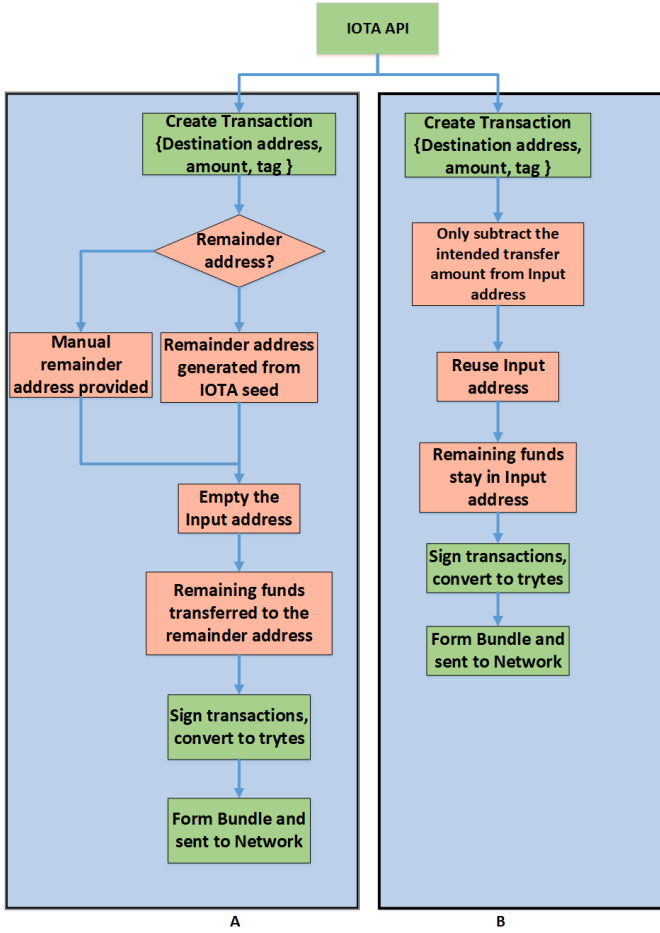 IOTA API
Create Transaction
{Destination address,
amount, tag }
Remainder
address?
Manual
remainder
address provided
Remainder address
generated from
IOTA seed
Empty the
Input address
Remaining funds
transferred to the
remainder address
Sign transactions,
convert to trytes
Form Bundle and
sent to Network
A
Create Transaction
{Destination address,
amount, tag }
Only subtract the
intended transfer
amount from Input
address
Reuse Input
address
Remaining funds
stay in Input
address
Sign transactions,
convert to trytes
Form Bundle and
sent to Network
B